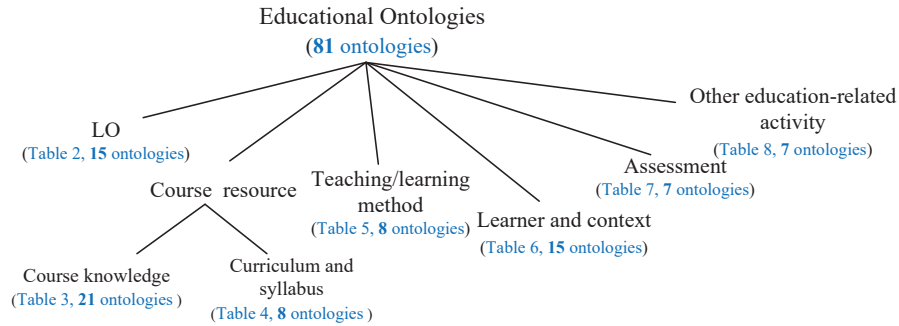 Educational Ontologies
(81 ontologies)
LO
(Table 2, 15 ontologies)
Course resource
Course knowledge
(Table 3, 21 ontologies )
Curriculum and
syllabus
(Table 4, 8 ontologies )
Teaching/learning
method
(Table 5, 8 ontologies)
Learner and context
(Table 6, 15 ontologies)
Assessment
(Table 7, 7 ontologies)
Other education-related
activity
(Table 8, 7 ontologies)